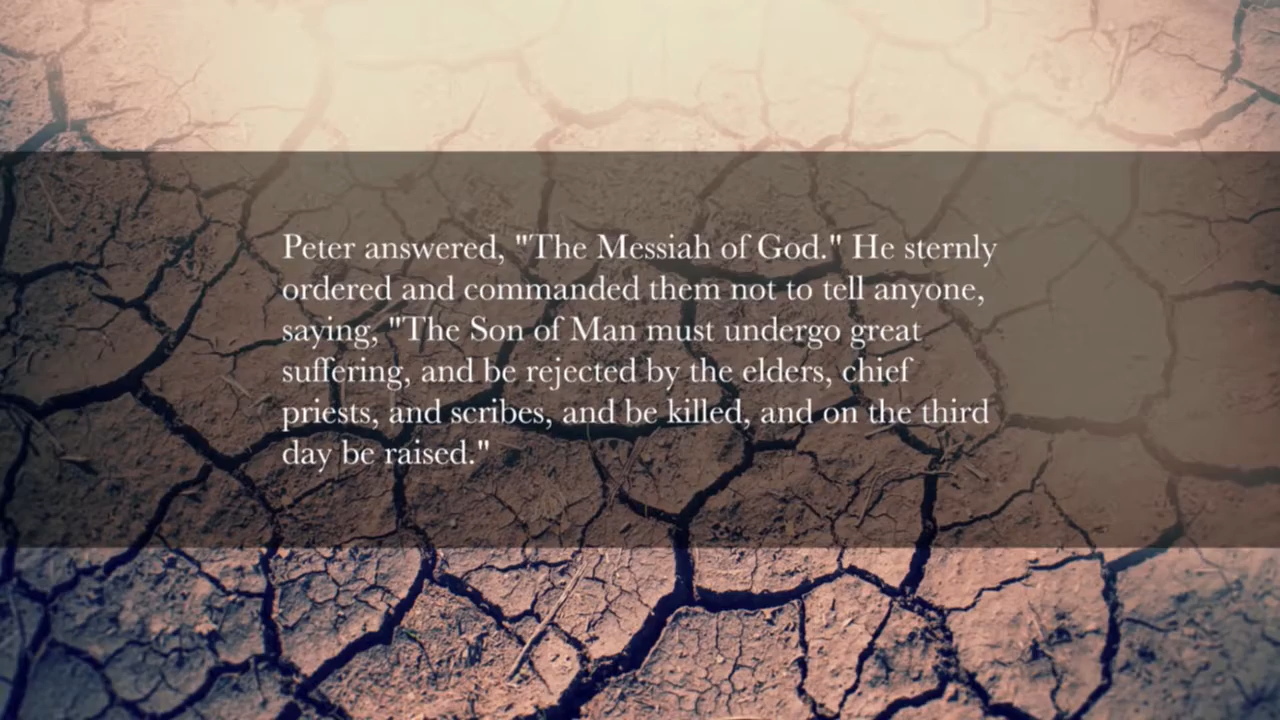 Peter answered, "The Messiah of God." He sternly
ordered and commanded them not to tell anyone,
saying, "The Son of Man must undergo great
suffering, and be rejected by the elders, chief
priests, and scribes, and be killed, and on the third
day be raised."